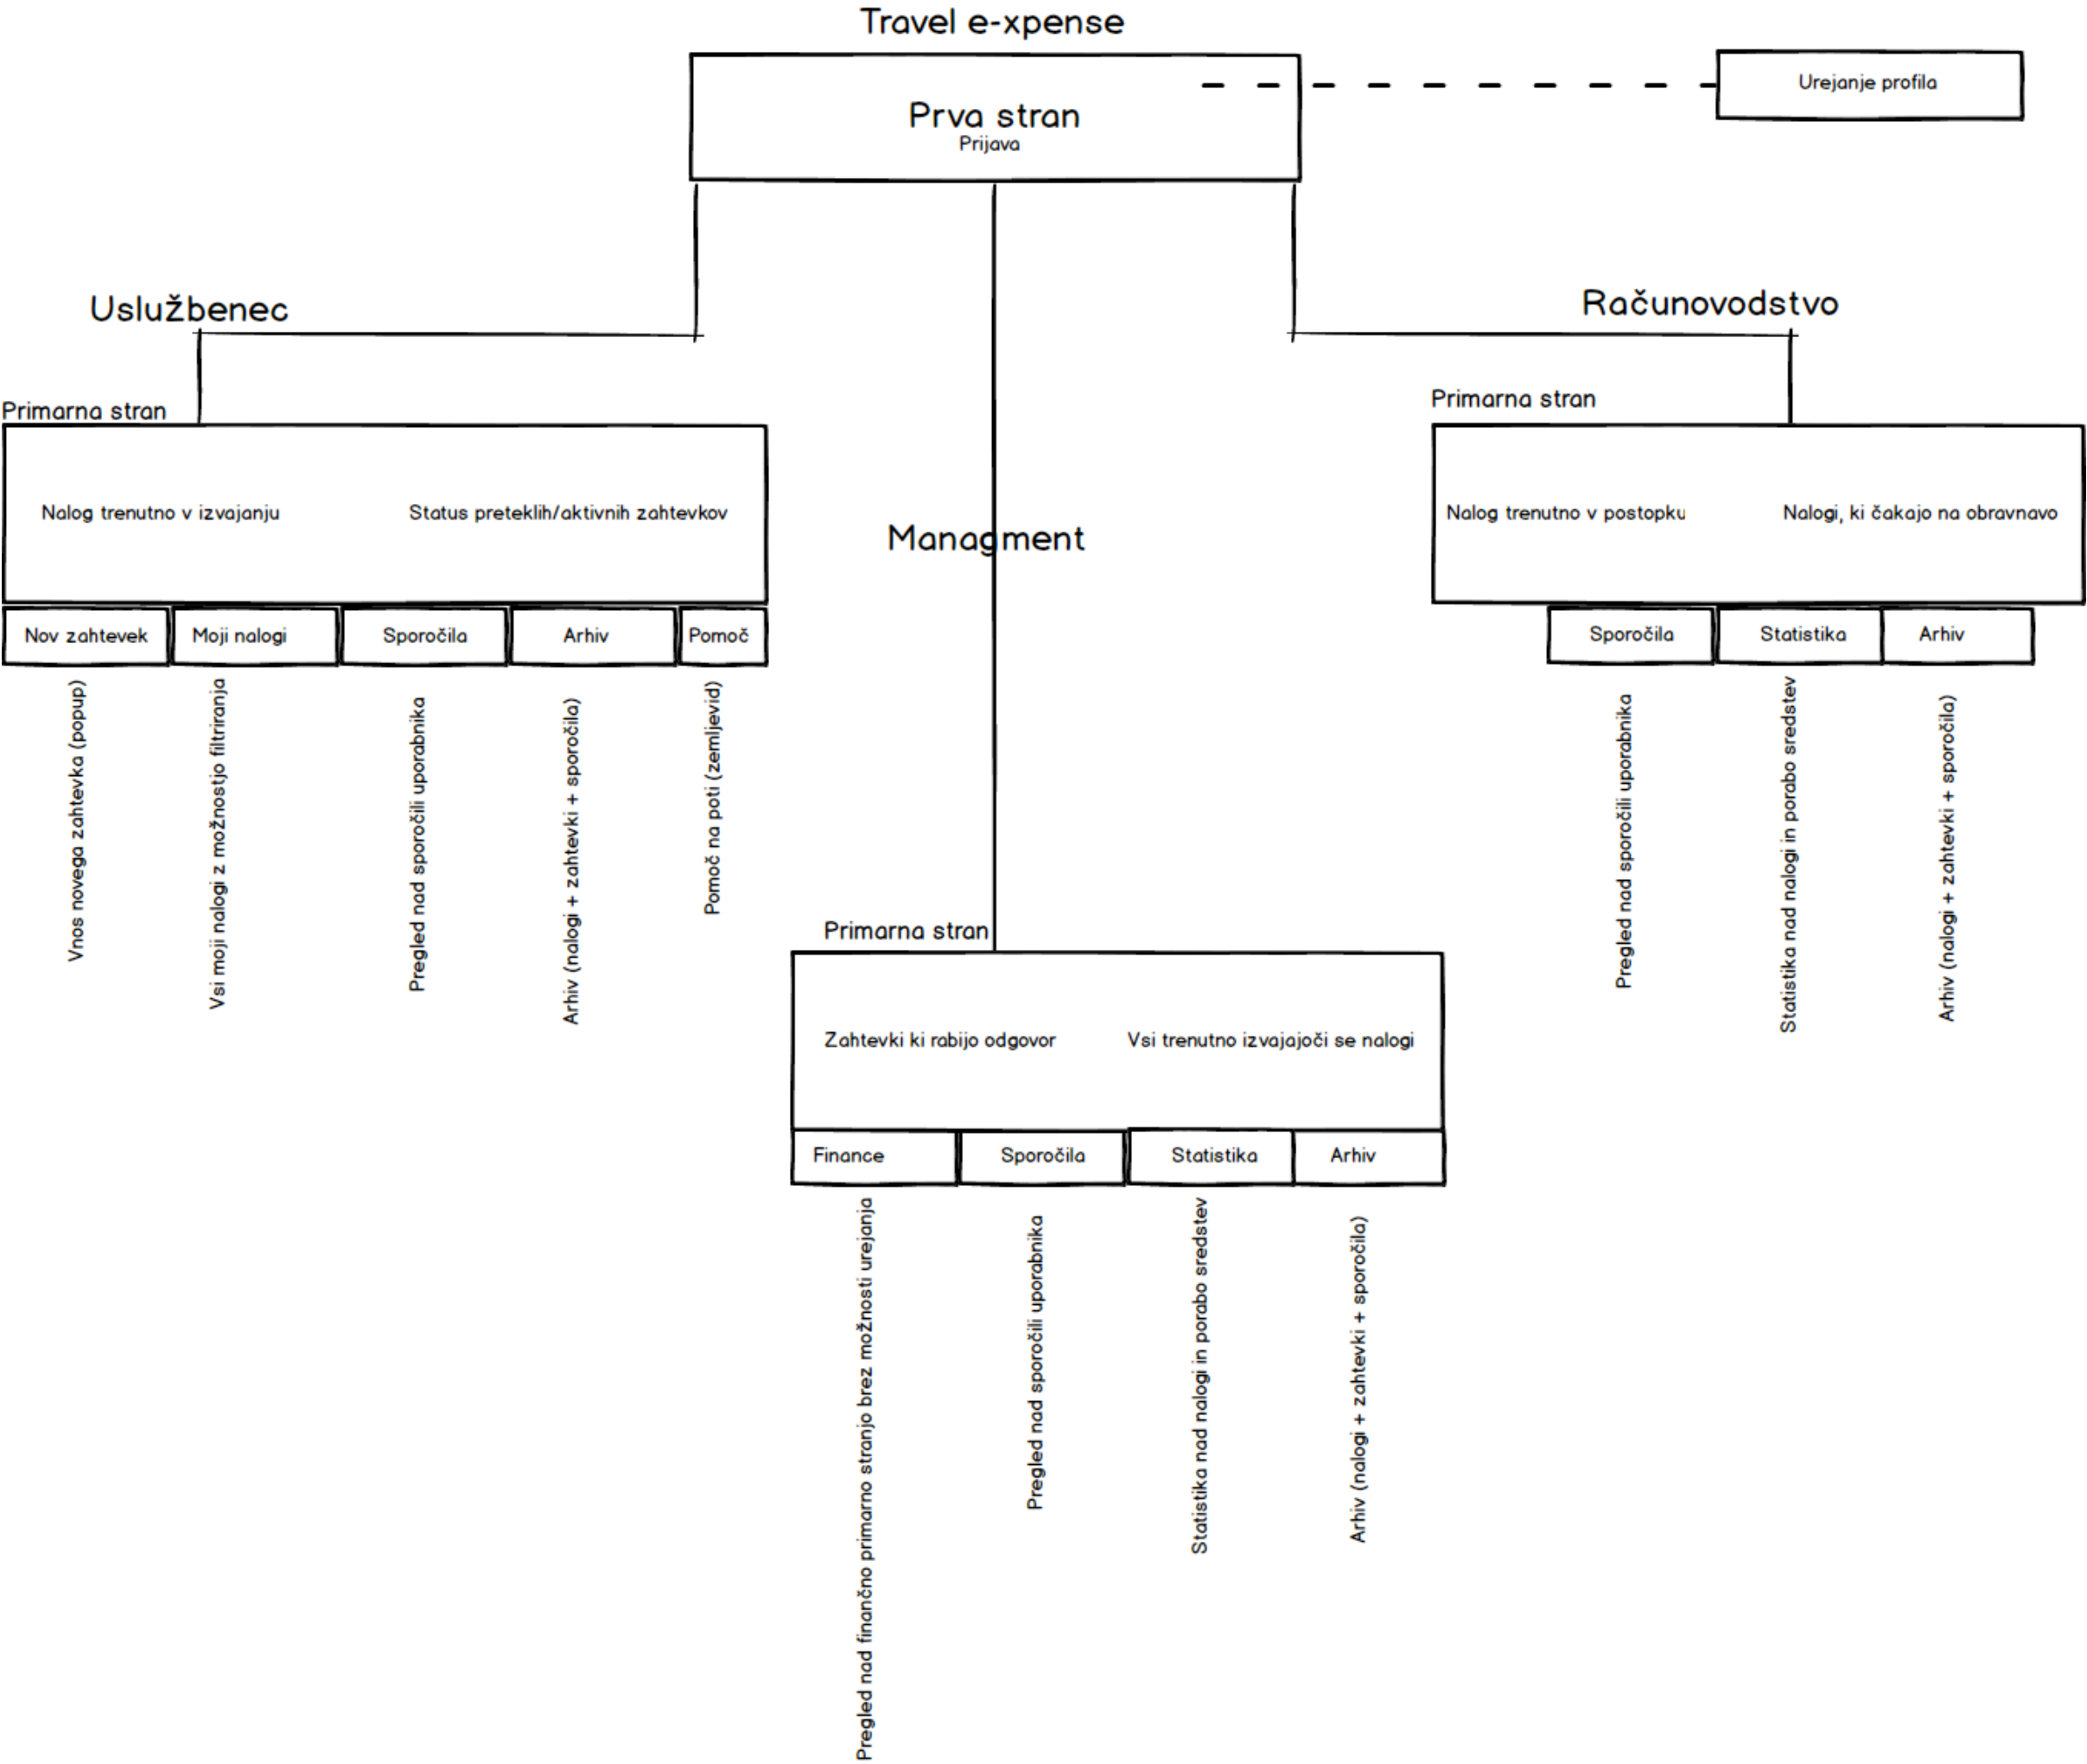 Travel e-xpense
Prva stran
Prijava
Urejanje profila
Uslužbenec
Primarna stran
Nalog trenutno v izvajanju
Status preteklih/aktivnih zahtevkov
Nov zahtevek
Moji nalogi
Sporočila
Arhiv
Pomoč
Vnos novega zahtevka (popup)
Vsi moji nalogi z možnostjo filtriranja
Pregled nad sporočili uporabnika
Arhiv (nalogi + zahtevki + sporočila)
Pomoč na poti (zemljevid)
Managment
Primarna stran
Zahtevki ki rabijo odgovor
Vsi trenutno izvajajoči se nalogi
Finance
Sporočila
Statistika
Arhiv
Pregled nad finančno primarno stranjo brez možnosti urejanja
Pregled nad sporočili uporabnika
Statistika nad nalogi in porabo sredstev
Arhiv (nalogi + zahtevki + sporočila)
Računovodstvo
Primarna stran
Nalog trenutno v postopku
Nalogi, ki čakajo na obravnavo
Sporočila
Statistika
Arhiv
Pregled nad sporočili uporabnika
Statistika nad nalogi in porabo sredstev
Arhiv (nalogi + zahtevki + sporočila)